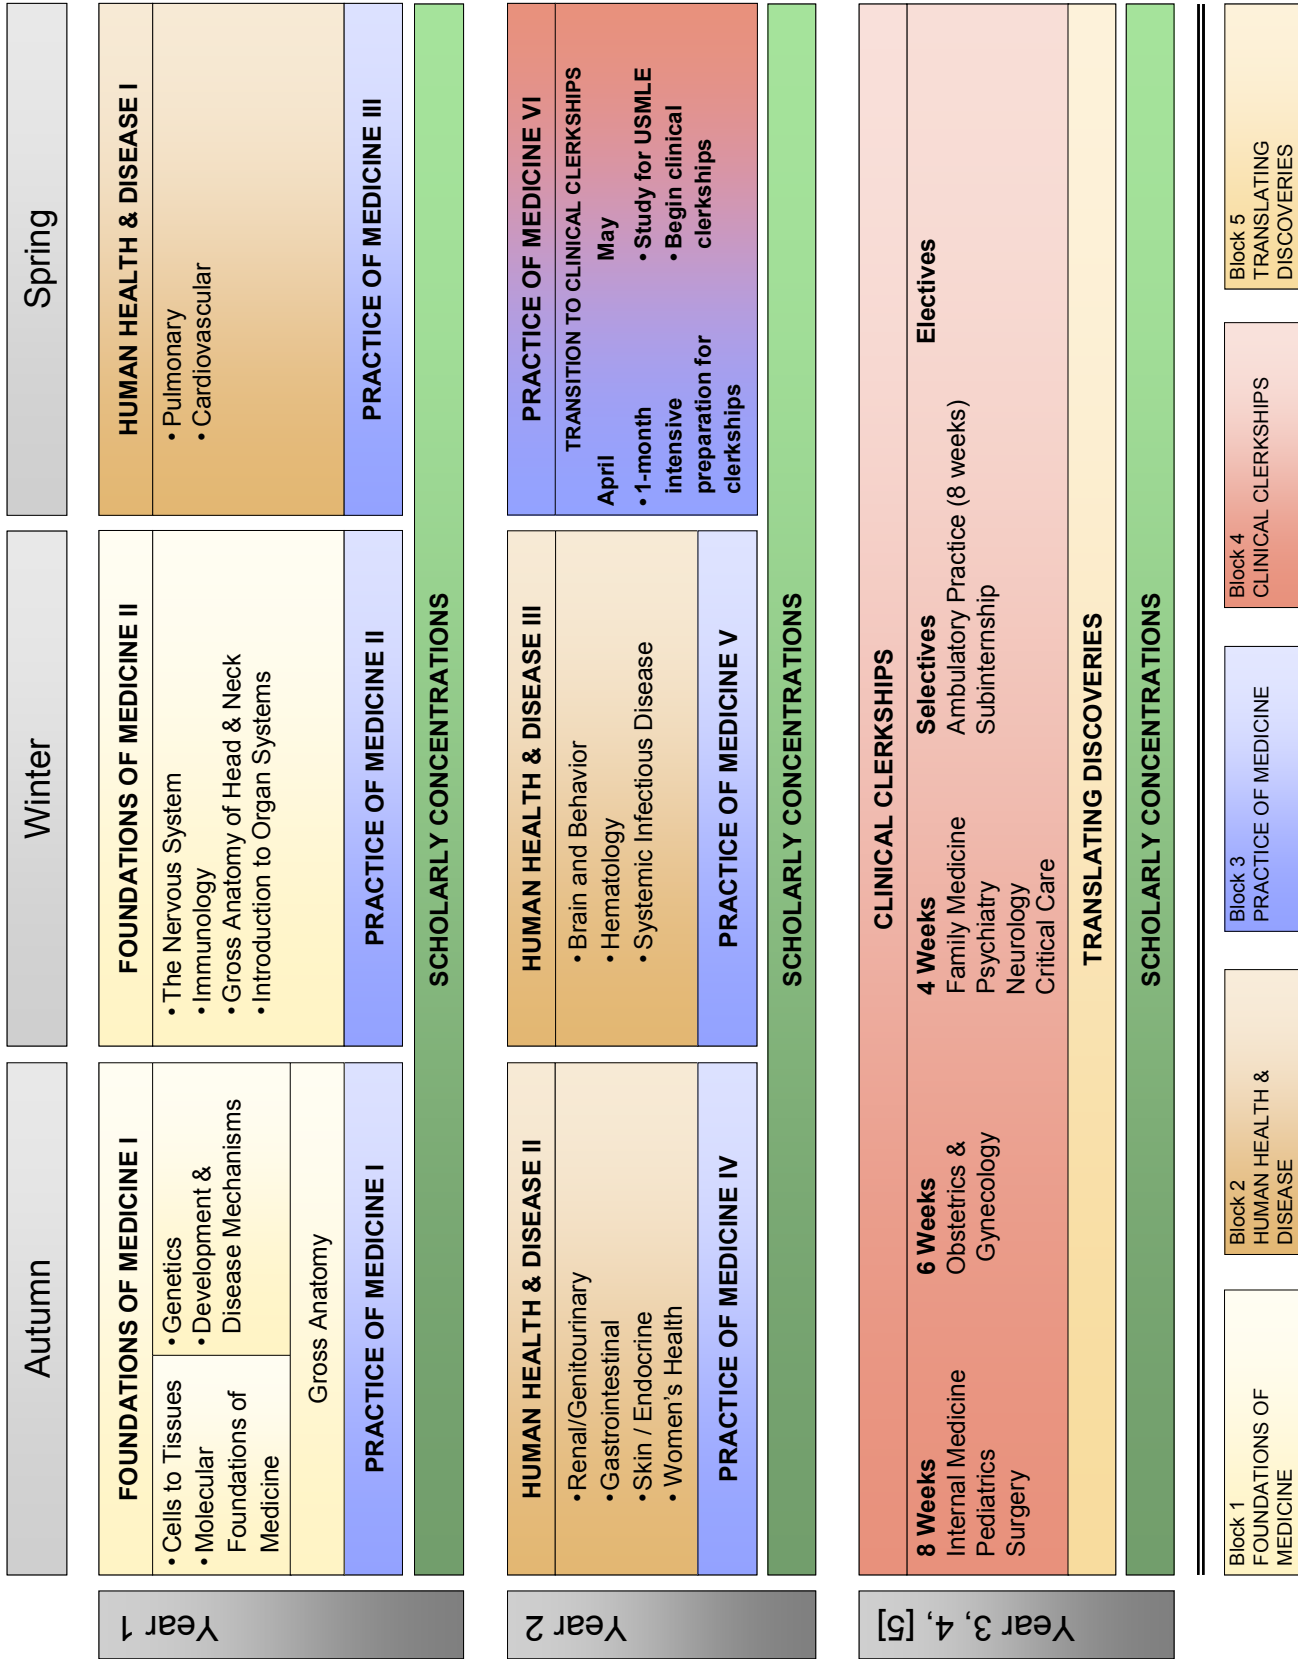 Autumn
Winter
Spring
Year 1
FOUNDATIONS OF MEDICINE I
• Cells to Tissues
• Molecular
Foundations of
Medicine
• Genetics
• Development &
Disease Mechanisms
Gross Anatomy
PRACTICE OF MEDICINE I
FOUNDATIONS OF MEDICINE II
• The Nervous System
• Immunology
• Gross Anatomy of Head & Neck
• Introduction to Organ Systems
PRACTICE OF MEDICINE II
HUMAN HEALTH & DISEASE I
• Pulmonary
• Cardiovascular
PRACTICE OF MEDICINE III
SCHOLARLY CONCENTRATIONS
Year 2
HUMAN HEALTH & DISEASE II
• Renal/Genitourinary
• Gastrointestinal
• Skin / Endocrine
• Women's Health
PRACTICE OF MEDICINE IV
HUMAN HEALTH & DISEASE III
• Brain and Behavior
• Hematology
• Systemic Infectious Disease
PRACTICE OF MEDICINE V
PRACTICE OF MEDICINE VI
TRANSITION TO CLINICAL CLERKSHIPS
April
• 1-month
intensive
preparation for
clerkships
May
• Study for USMLE
• Begin clinical
clerkships
SCHOLARLY CONCENTRATIONS
Year 3, 4, [5]
CLINICAL CLERKSHIPS
8 Weeks
Internal Medicine
Pediatrics
Surgery
6 Weeks
Obstetrics &
Gynecology
4 Weeks
Family Medicine
Psychiatry
Neurology
Critical Care
Selectives
Ambulatory Practice (8 weeks)
Subinternship
Electives
TRANSLATING DISCOVERIES
SCHOLARLY CONCENTRATIONS
Block 1
FOUNDATIONS OF
MEDICINE
Block 2
HUMAN HEALTH &
DISEASE
Block 3
PRACTICE OF MEDICINE
Block 4
CLINICAL CLERKSHIPS
Block 5
TRANSLATING
DISCOVERIES